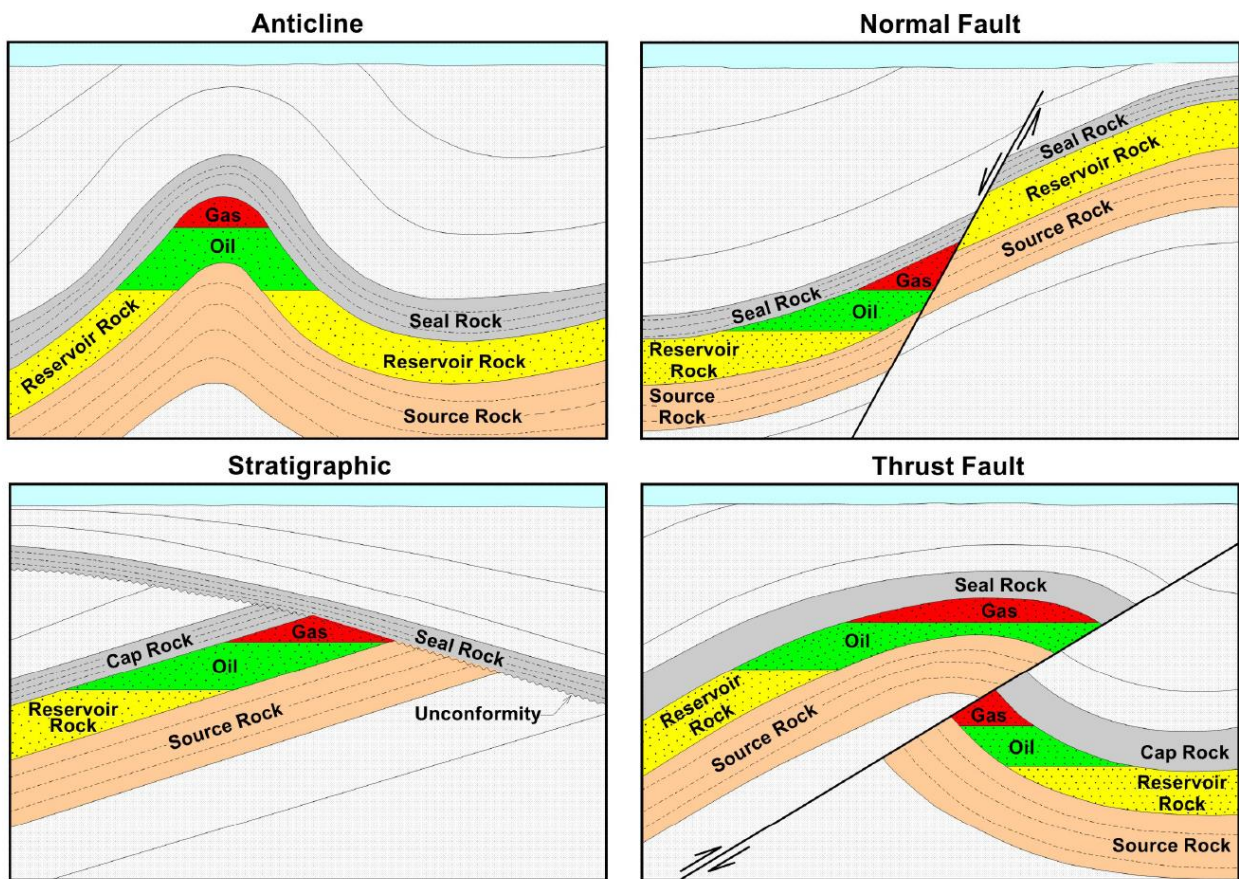 Anticline
Gas
Oil
Reservoir Rock
Seal Rock
Reservoir Rock
Source Rock
Normal Fault
Seal Rock
Reservoir Rock
Source Rock
Gas
Seal Rock
Oil
Reservoir
Rock
Source
Rock
Stratigraphic
Gas
Cap Rock
Seal Rock
Oil
Reservoir
Rock
Source Rock
Unconformity
Thrust Fault
Seal Rock
Gas
Oil
Reservoir
Rock
Source Rock
Gas
Oil
Cap Rock
Reservoir
Rock
Source Rock